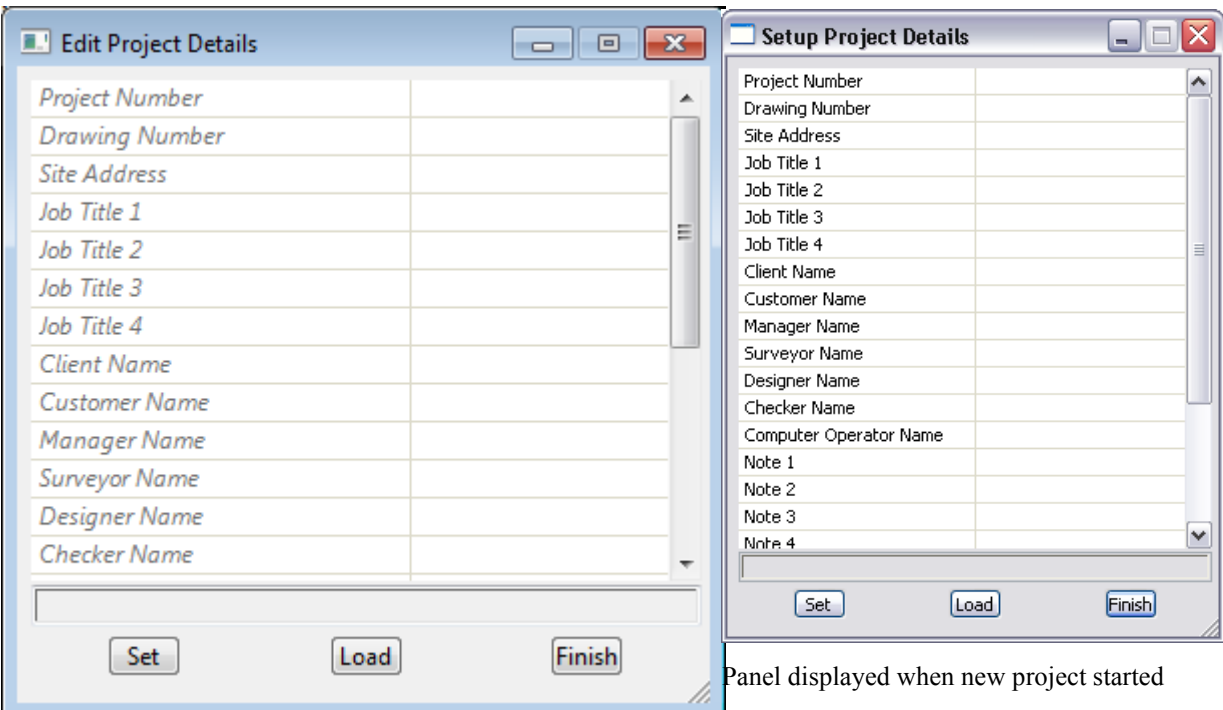 Edit Project Details
Project Number
Drawing Number
Site Address
Job Title 1
Job Title 2
Job Title 3
Job Title 4
Client Name
Customer Name
Manager Name
Surveyor Name
Designer Name
Checker Name
Set Load Finish
Setup Project Details
Project Number
Drawing Number
Site Address
Job Title 1
Job Title 2
Job Title 3
Job Title 4
Client Name
Customer Name
Manager Name
Surveyor Name
Designer Name
Checker Name
Computer Operator Name
Note 1
Note 2
Note 3
Note 4
Set Load Finish
Panel displayed when new project started